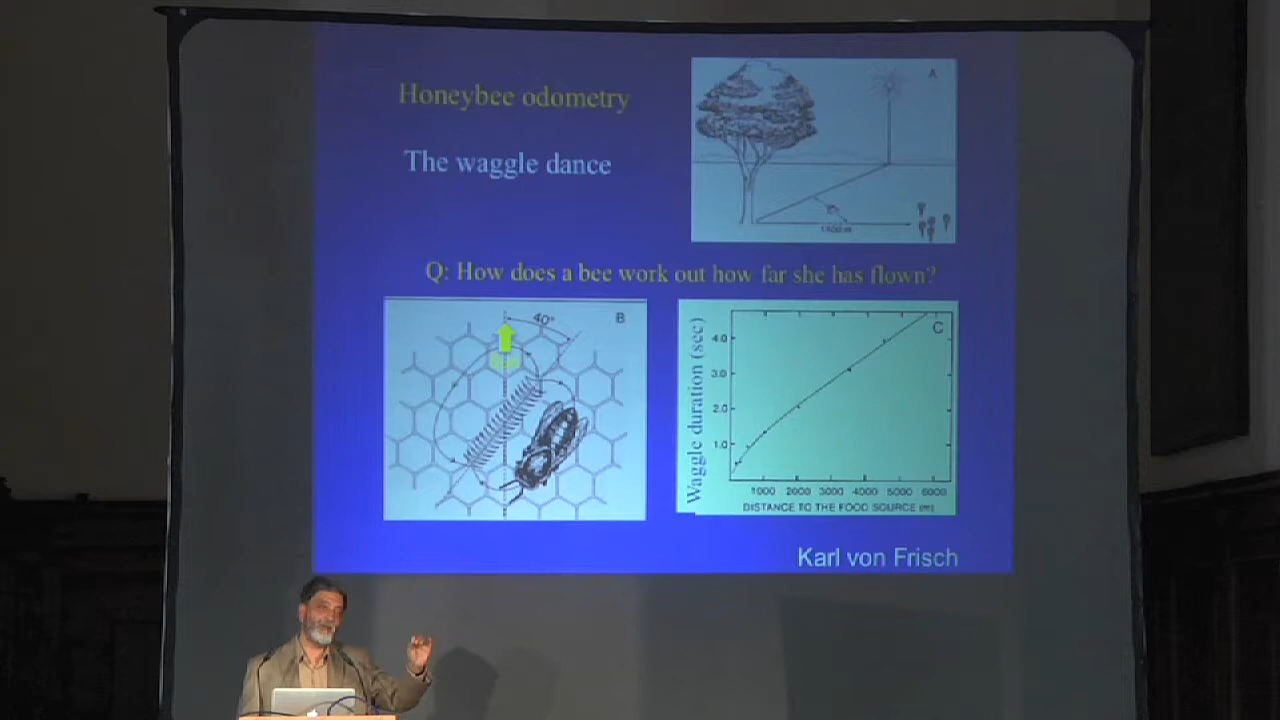 Honeybee odometry
A
The waggle dance
Q: How does a bee work out how far she has flown?
40°
B
C
Waggle duration (sec)
4.0
3.0
2.0
1.0
1000 2000 3000 4000 5000 6000
DISTANCE TO THE FOOD SOURCE (m)
Karl von Frisch